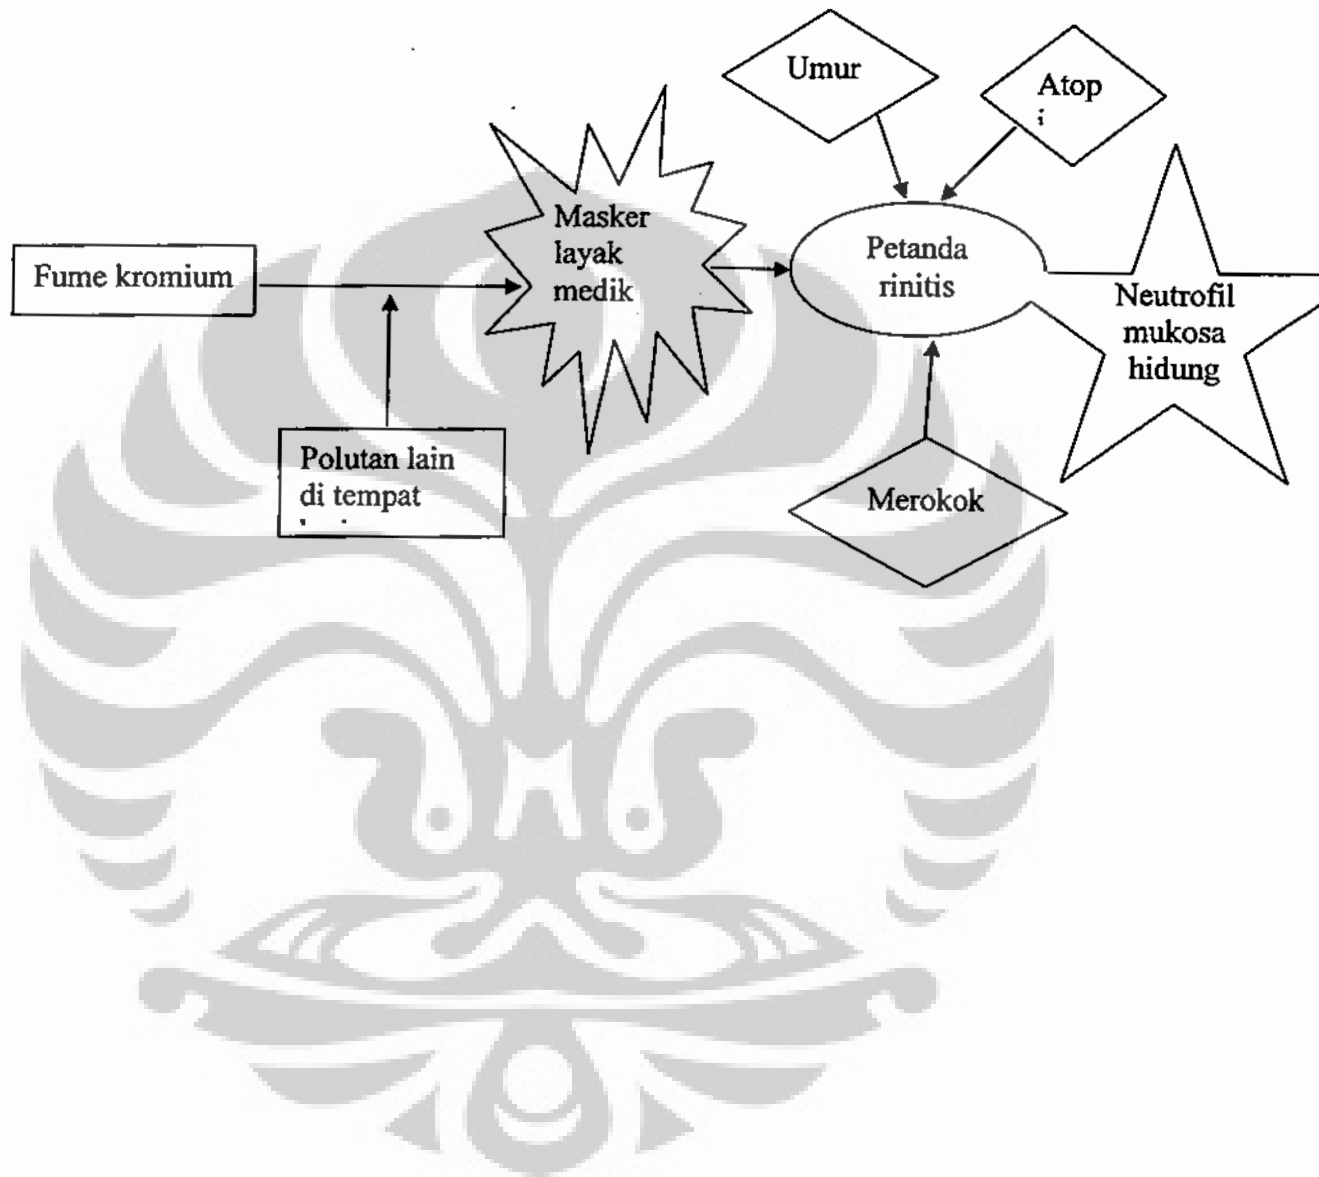 Umur
Atop
i
Masker
layak
medik
Fume kromium
Petanda
rinitis
Neutrofil
mukosa
hidung
Polutan lain
di tempat
Merokok